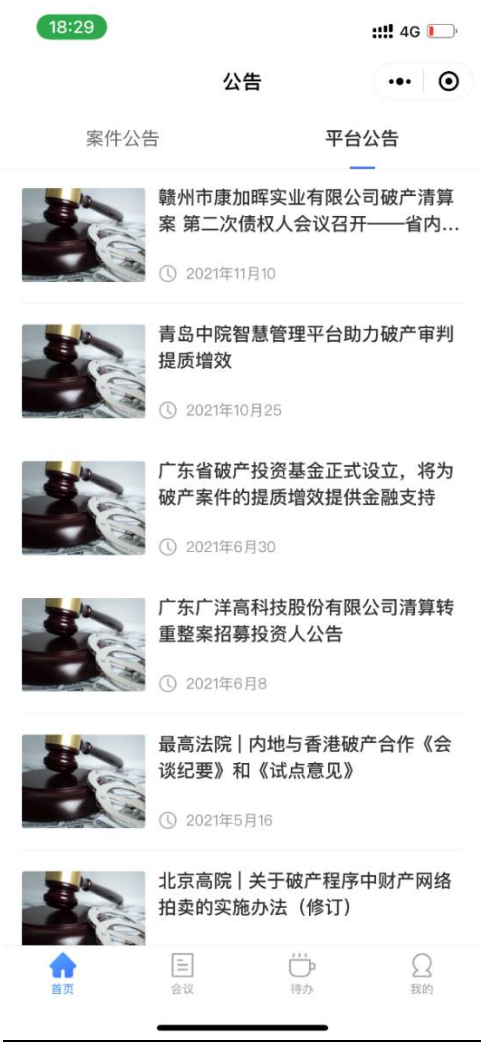 18:29
4G
公告
案件公告 平台公告
赣州市康加晖实业有限公司破产清算
案 第二次债权人会议召开——省内...
2021年11月10
青岛中院智慧管理平台助力破产审判
提质增效
2021年10月25
广东省破产投资基金正式设立，将为
破产案件的提质增效提供金融支持
2021年6月30
广东广洋高科技股份有限公司清算转
重整案招募投资人公告
2021年6月8
最高法院 | 内地与香港破产合作《会
谈纪要》和《试点意见》
2021年5月16
北京高院 | 关于破产程序中财产网络
拍卖的实施办法（修订）
首页 会议 待办 我的